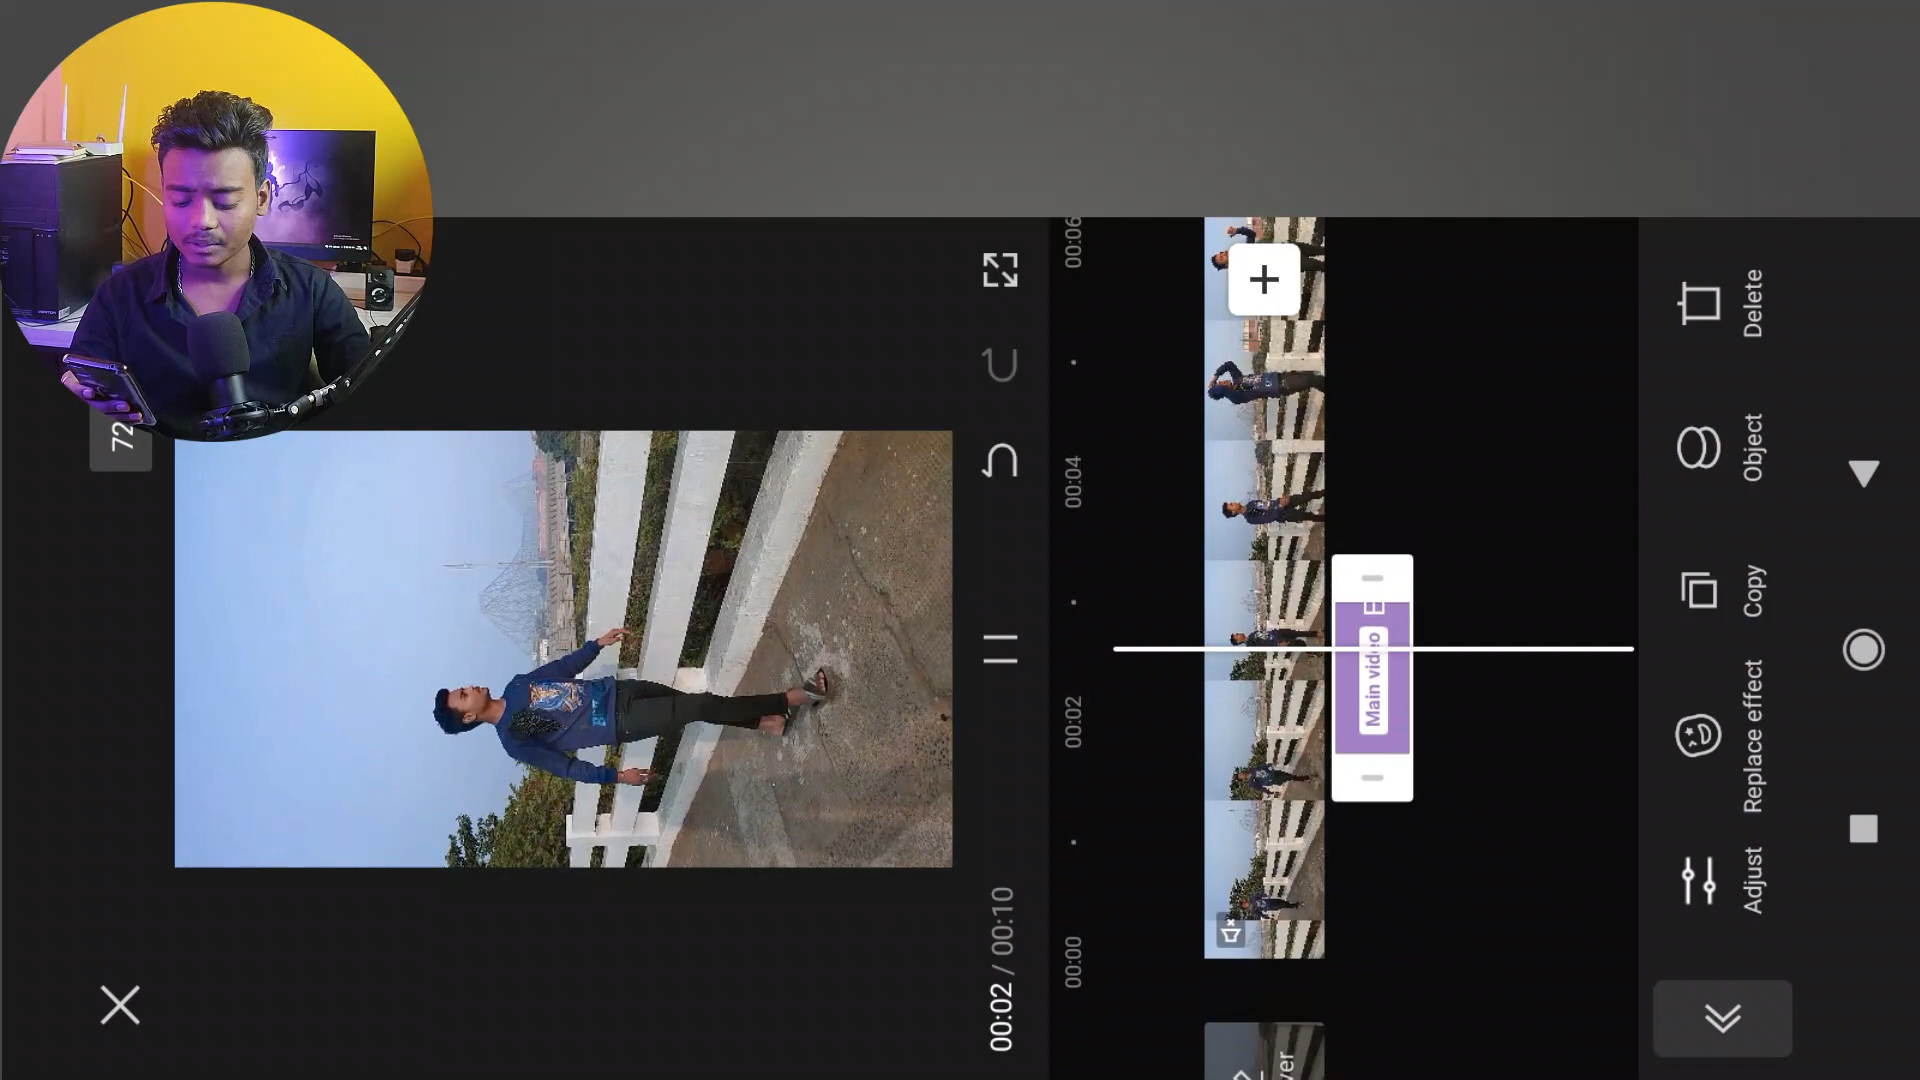 72
00:02 / 00:10
00:00
00:02
00:04
00:06
Main video
E
ver
Adjust
Replace effect
Copy
Object
Delete